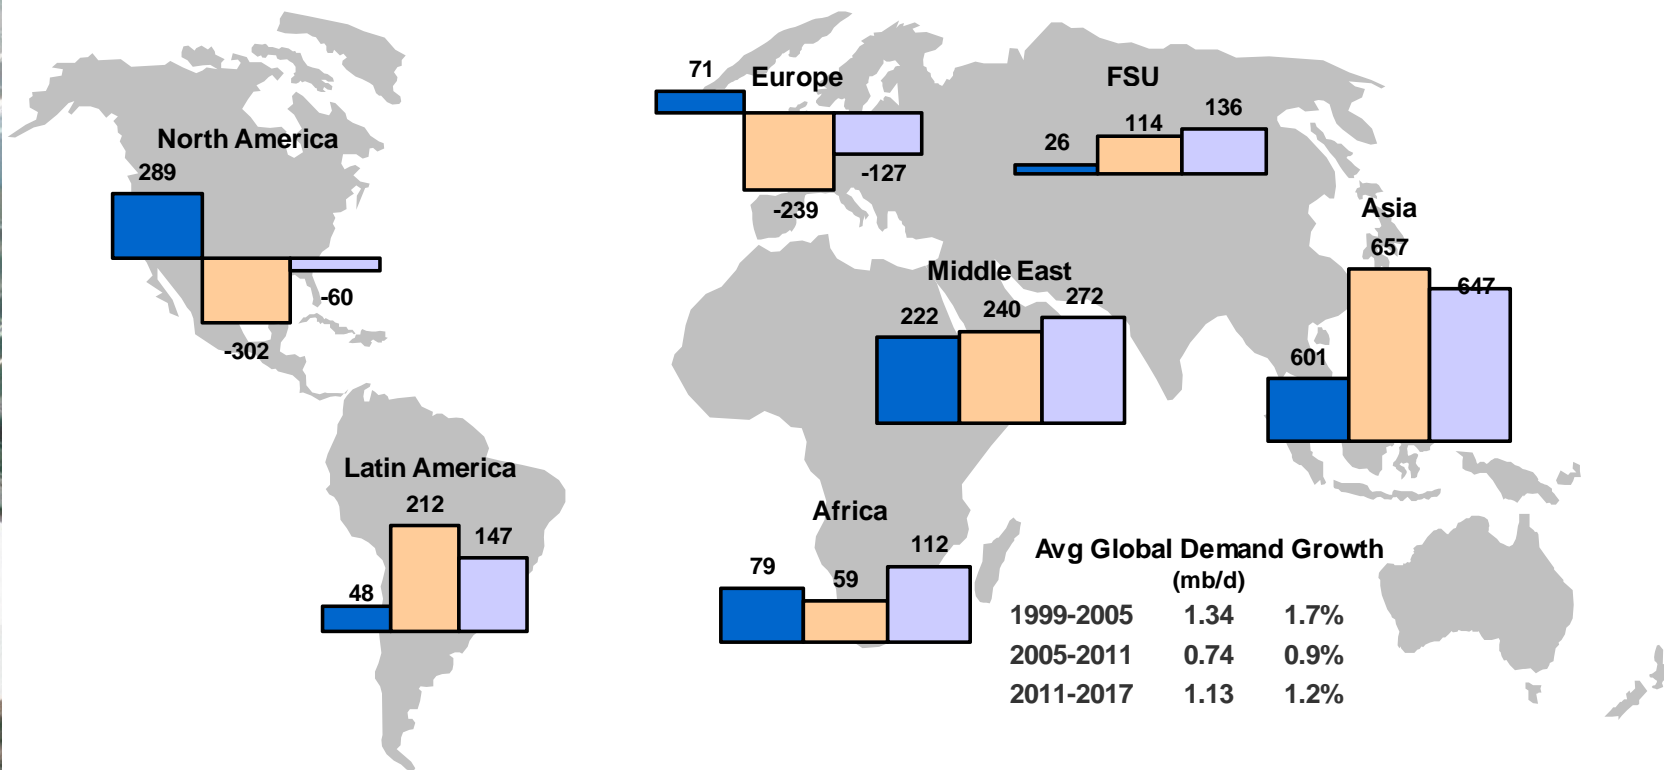 North America
289
-302
-60
Latin America
48
212
147
Europe
71
-239
-127
FSU
26
114
136
Middle East
222
240
272
Africa
79
59
112
Asia
601
657
647
Avg Global Demand Growth
(mb/d)
1999-2005 1.34 1.7%
2005-2011 0.74 0.9%
2011-2017 1.13 1.2%